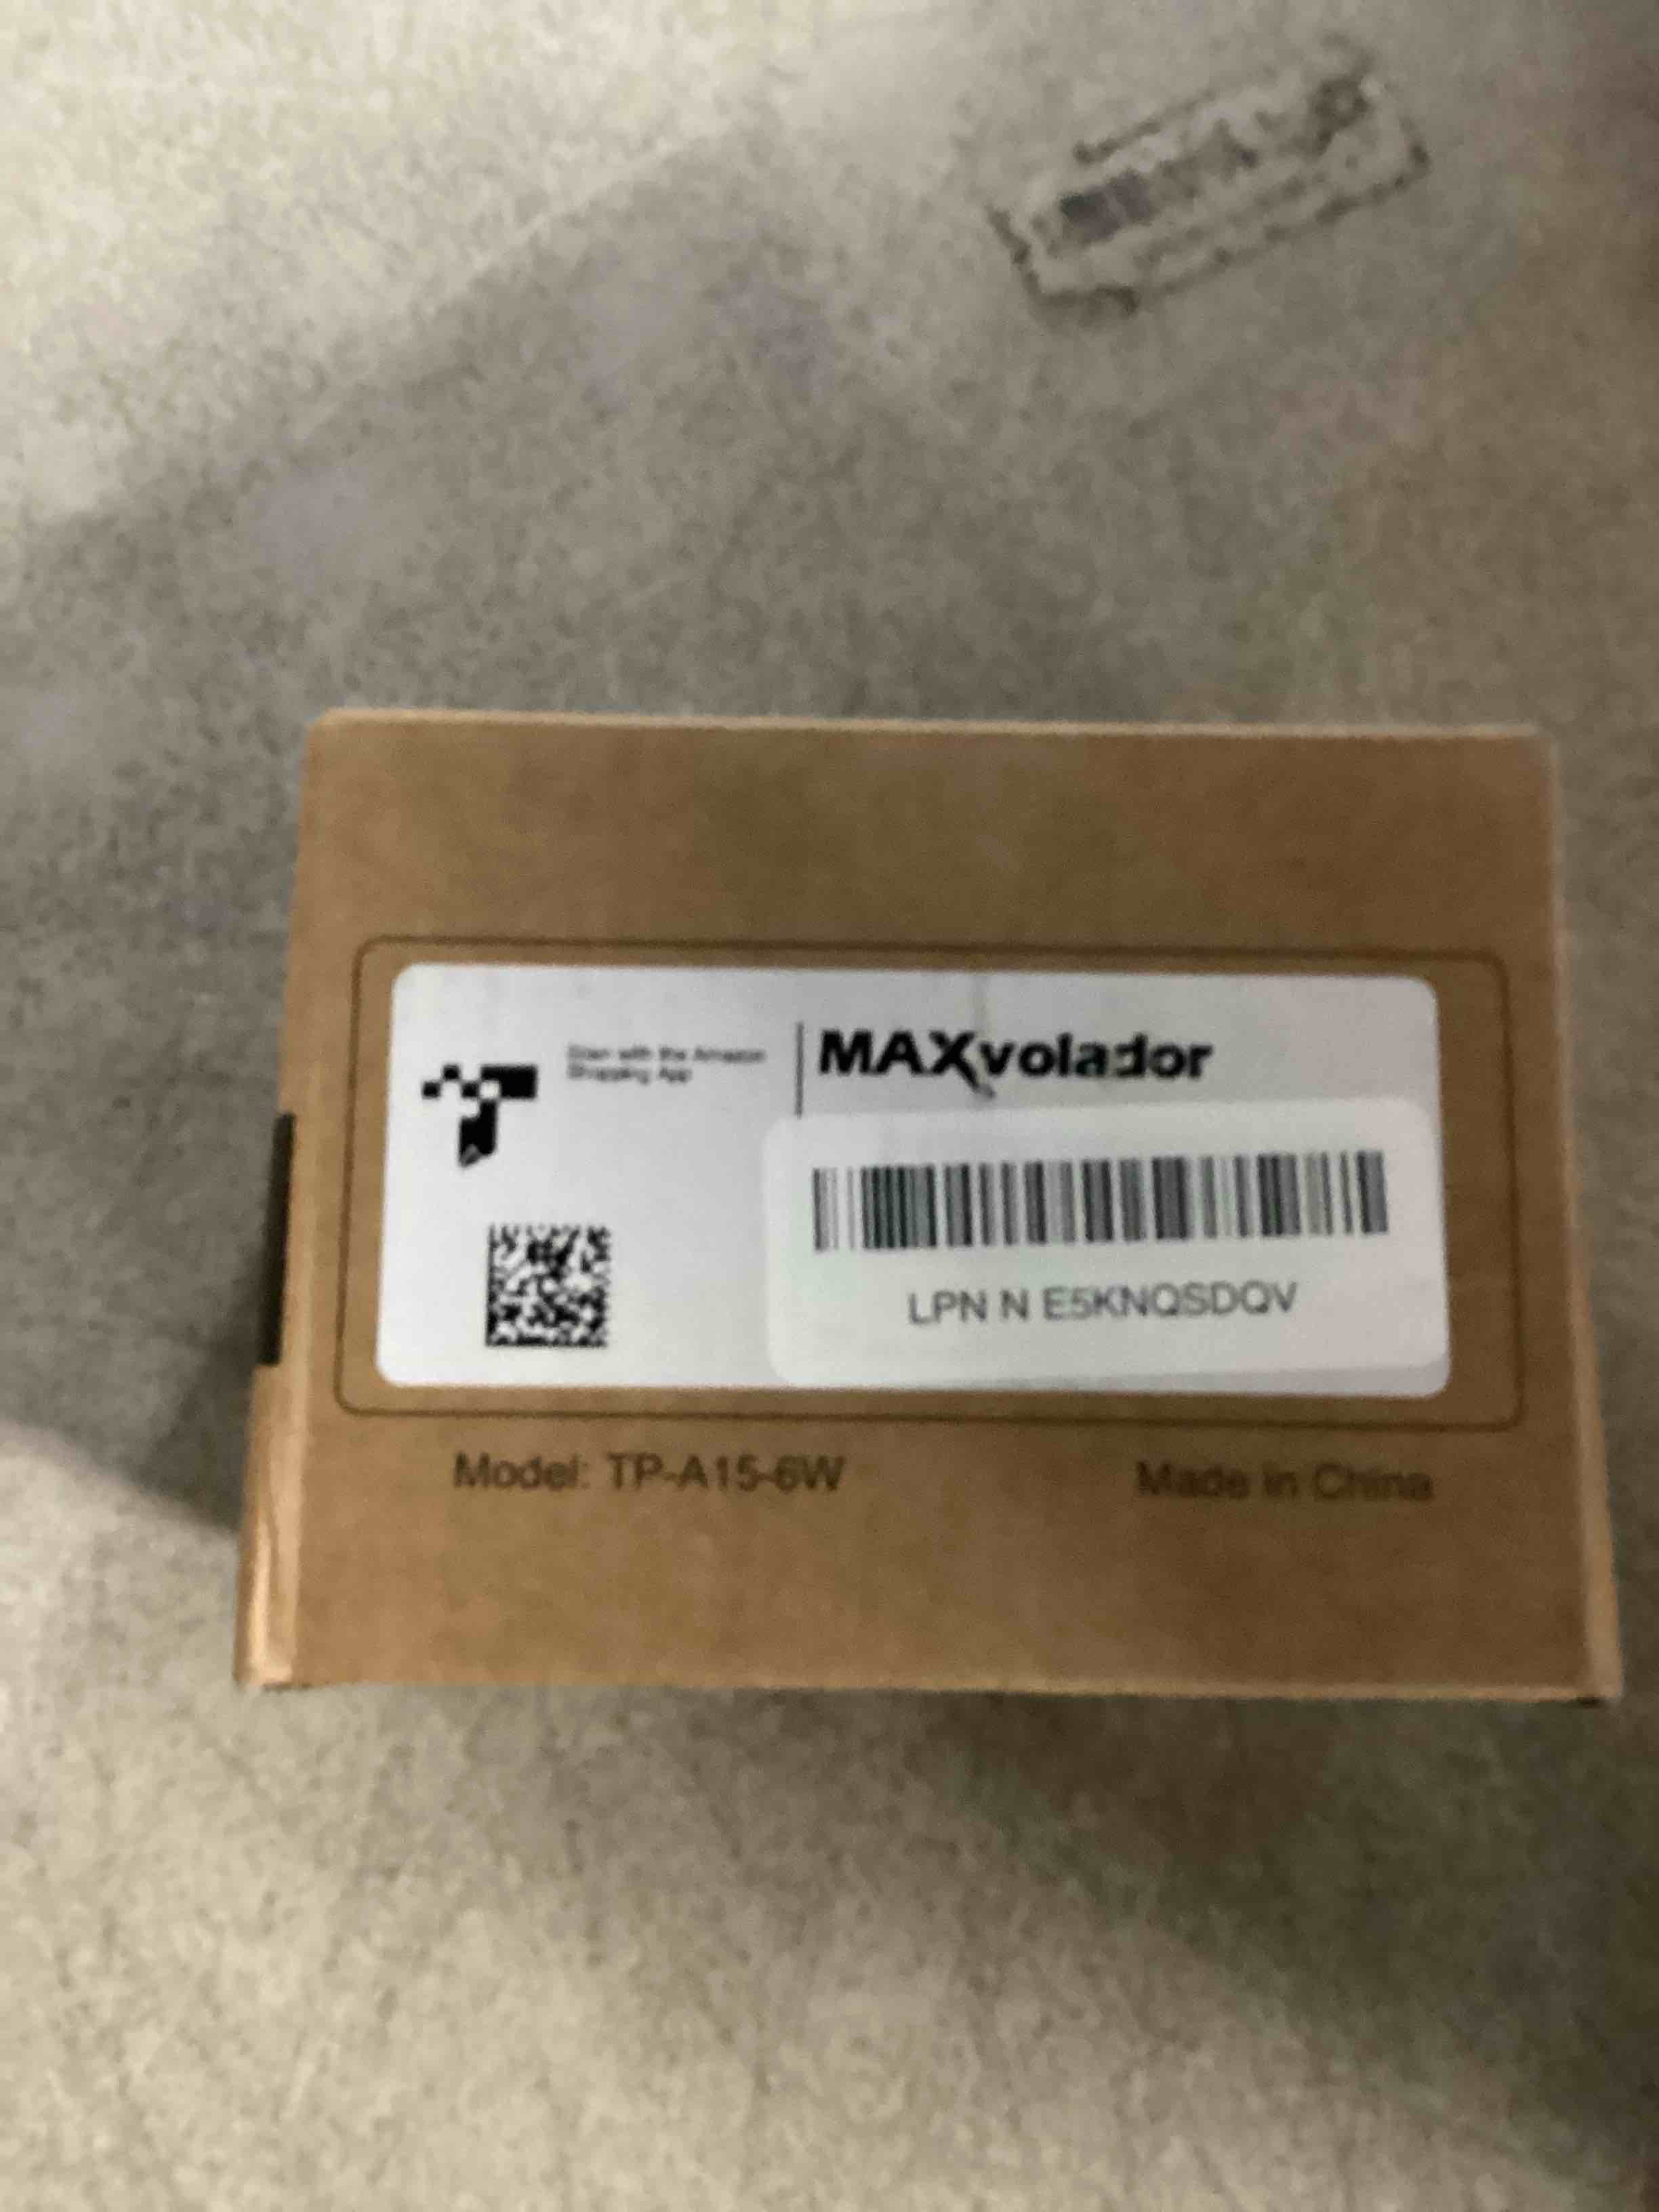 Scan with the Amazon
Shopping App
MAXvolador
LPN N E5KNQSDQV
Model: TP-A15-6W
Made in China